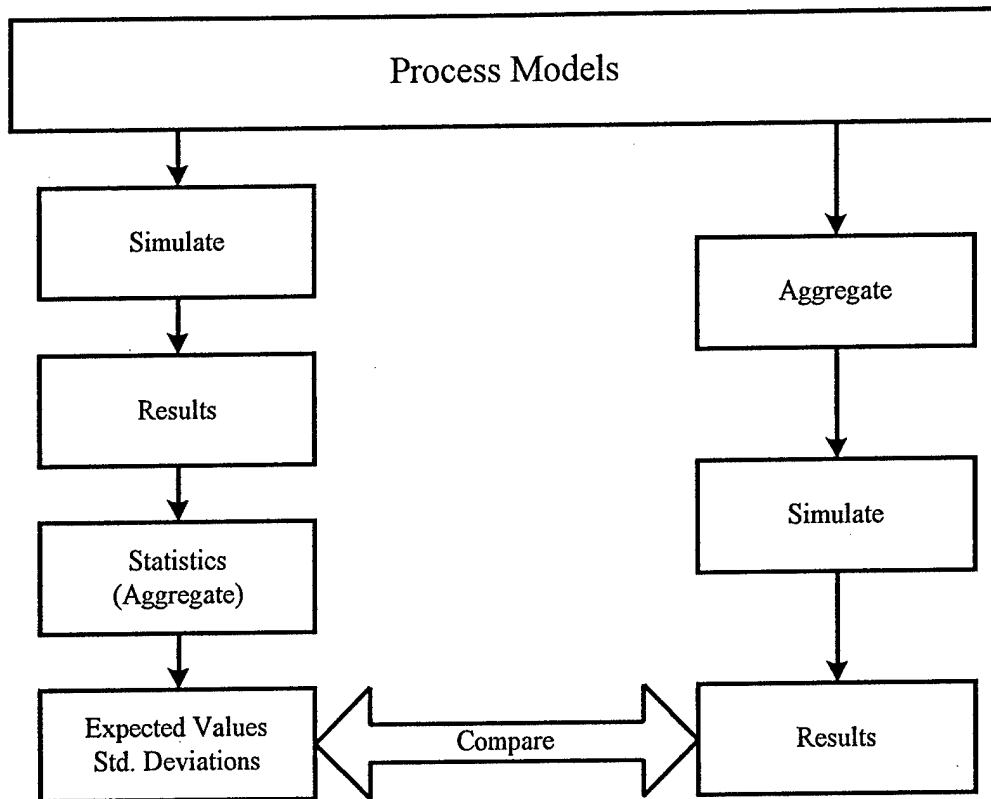 Process Models
Simulate
Results
Statistics
(Aggregate)
Expected Values
Std. Deviations
Compare
Aggregate
Simulate
Results